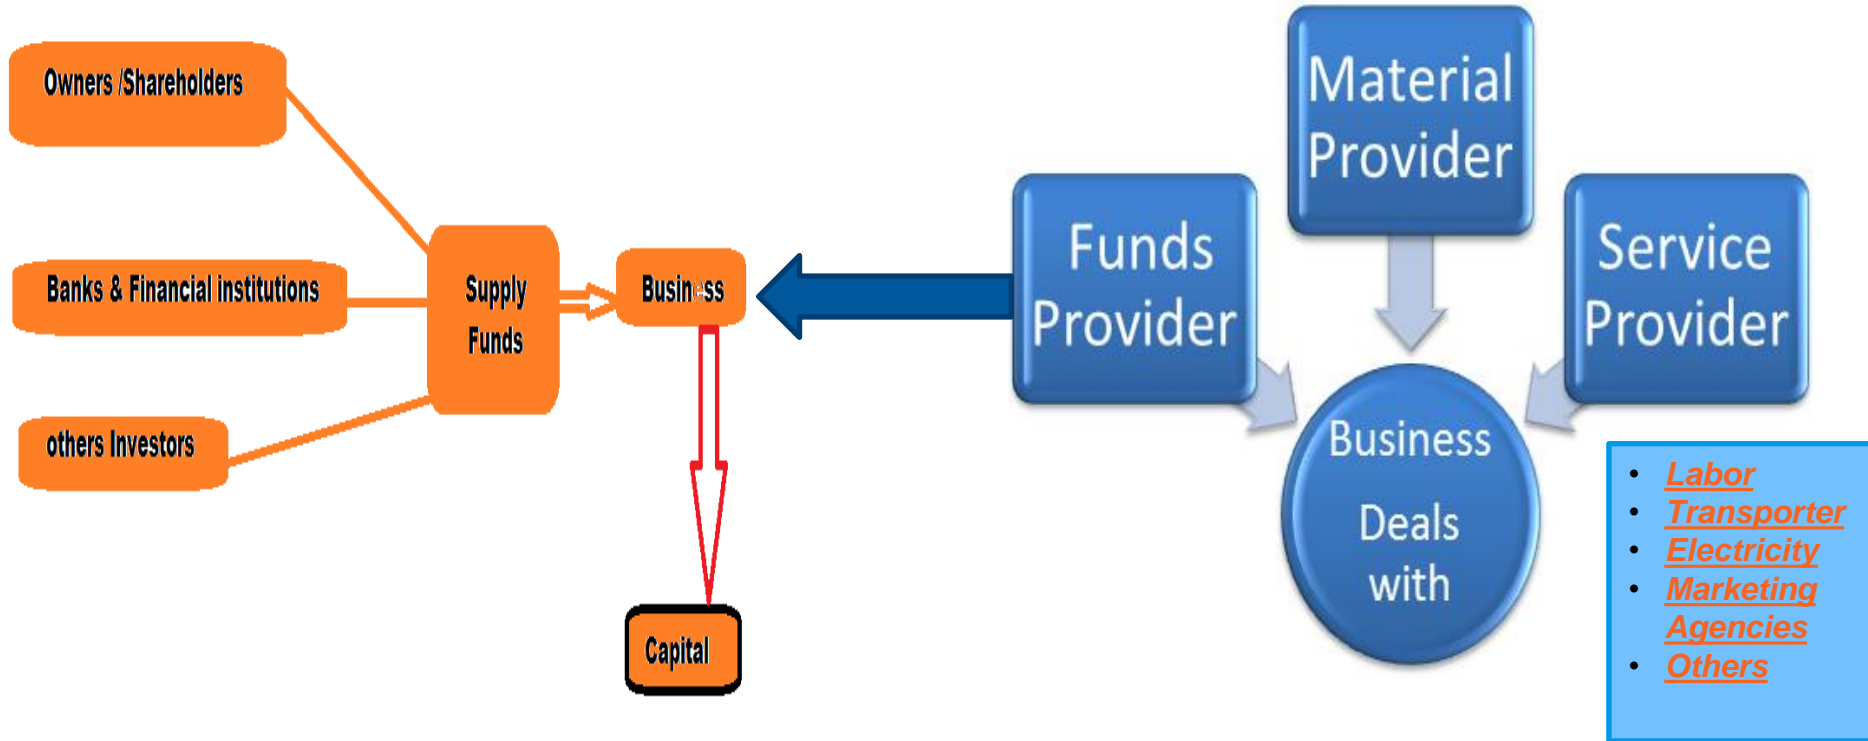 Owners /Shareholders
Banks & Financial institutions
others Investors
Supply
Funds
Business
Capital
Material
Provider
Funds
Provider
Service
Provider
Business
Deals
with
• Labor
• Transporter
• Electricity
• Marketing
Agencies
• Others